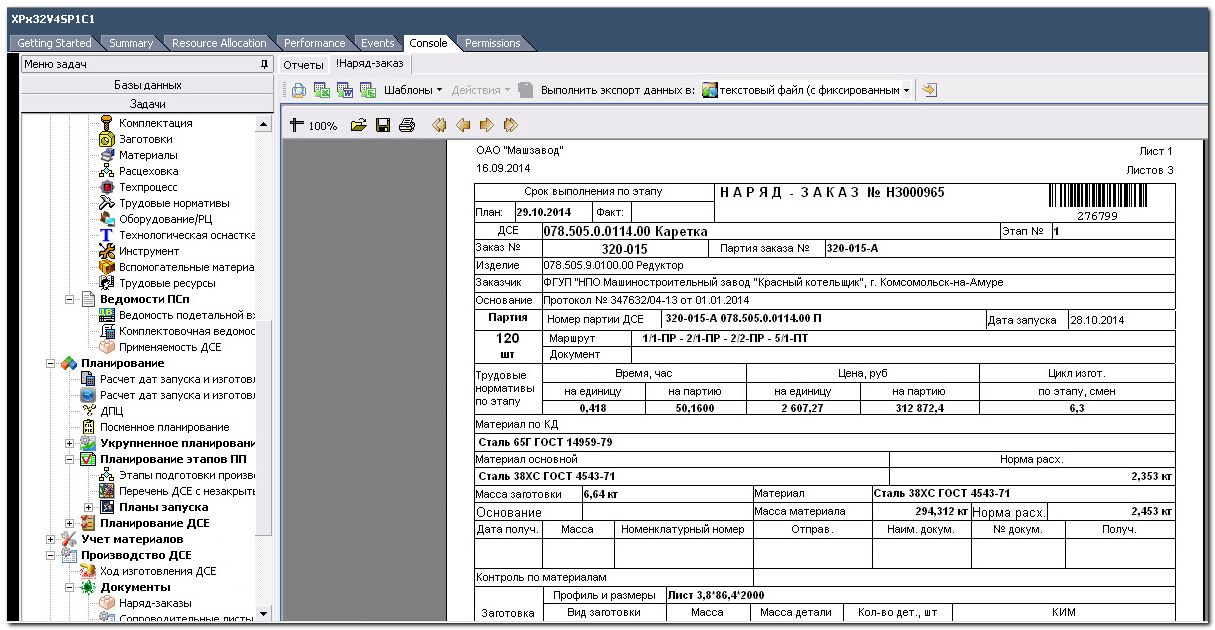 XPx32V4SP1C1
Getting Started Summary Resource Allocation Performance Events Console Permissions
Меню задач
Отчеты !Наряд-заказ
Базы данных
Задачи
Шаблоны Действия Выполнить экспорт данных в: текстовый файл (с фиксированным
100%
Комплектация
Заготовки
Материалы
Расцеховка
Техпроцесс
Трудовые нормативы
Оборудование/РЦ
Технологическая оснастка
Инструмент
Вспомогательные материа
Трудовые ресурсы
Ведомости ПСп
Ведомость подетальной вх
Комплектовочная ведомос
Применяемость ДСЕ
Планирование
Расчет дат запуска и изготовл
Расчет дат запуска и изготовл
ДПЦ
Посменное планирование
Укрупненное планировани
Планирование этапов ПП
Этапы подготовки произв
Перечень ДСЕ с незакрыть
Планы запуска
Планирование ДСЕ
Учет материалов
Производство ДСЕ
Ход изготовления ДСЕ
Документы
Наряд-заказы
Сопроводительные листы
ОАО "Машзавод" Лист 1
16.09.2014 Листов 3
Срок выполнения по этапу НАРЯД - ЗАКАЗ № НЗ000965
План: 29.10.2014 Факт: 276799
ДСЕ 078.505.0.0114.00 Каретка Этап № 1
Заказ № 320-015 Партия заказа № 320-015-А
Изделие 078.505.9.0100.00 Редуктор
Заказчик ФГУП "НПО Машиностроительный завод "Красный котельщик", г. Комсомольск-на-Амуре
Основание Протокол № 347632/04-13 от 01.01.2014
Партия Номер партии ДСЕ 320-015-А 078.505.0.0114.00 П Дата запуска 28.10.2014
120 Маршрут 1/1-ПР - 2/1-ПР - 2/2-ПР - 5/1-ПТ
шт Документ
Трудовые нормативы по этапу Время, час Цена, руб Цикл изгот.
на единицу на партию на единицу на партию по этапу, смен
0,418 50,1600 2 607,27 312 872,4 6,3
Материал по КД
Сталь 65Г ГОСТ 14959-79
Материал основной Норма расх.
Сталь 38ХС ГОСТ 4543-71 2,353 кг
Масса заготовки 6,64 кг Материал Сталь 38ХС ГОСТ 4543-71
Основание Масса материала 294,312 кг Норма расх. 2,453 кг
Дата получ. Масса Номенклатурный номер Отправ. Наим. докум. № докум. Получ.
Контроль по материалам
Профиль и размеры Лист 3,8*86,4*2000
Заготовка Вид заготовки Масса Масса детали Кол-во дет., шт КИМ